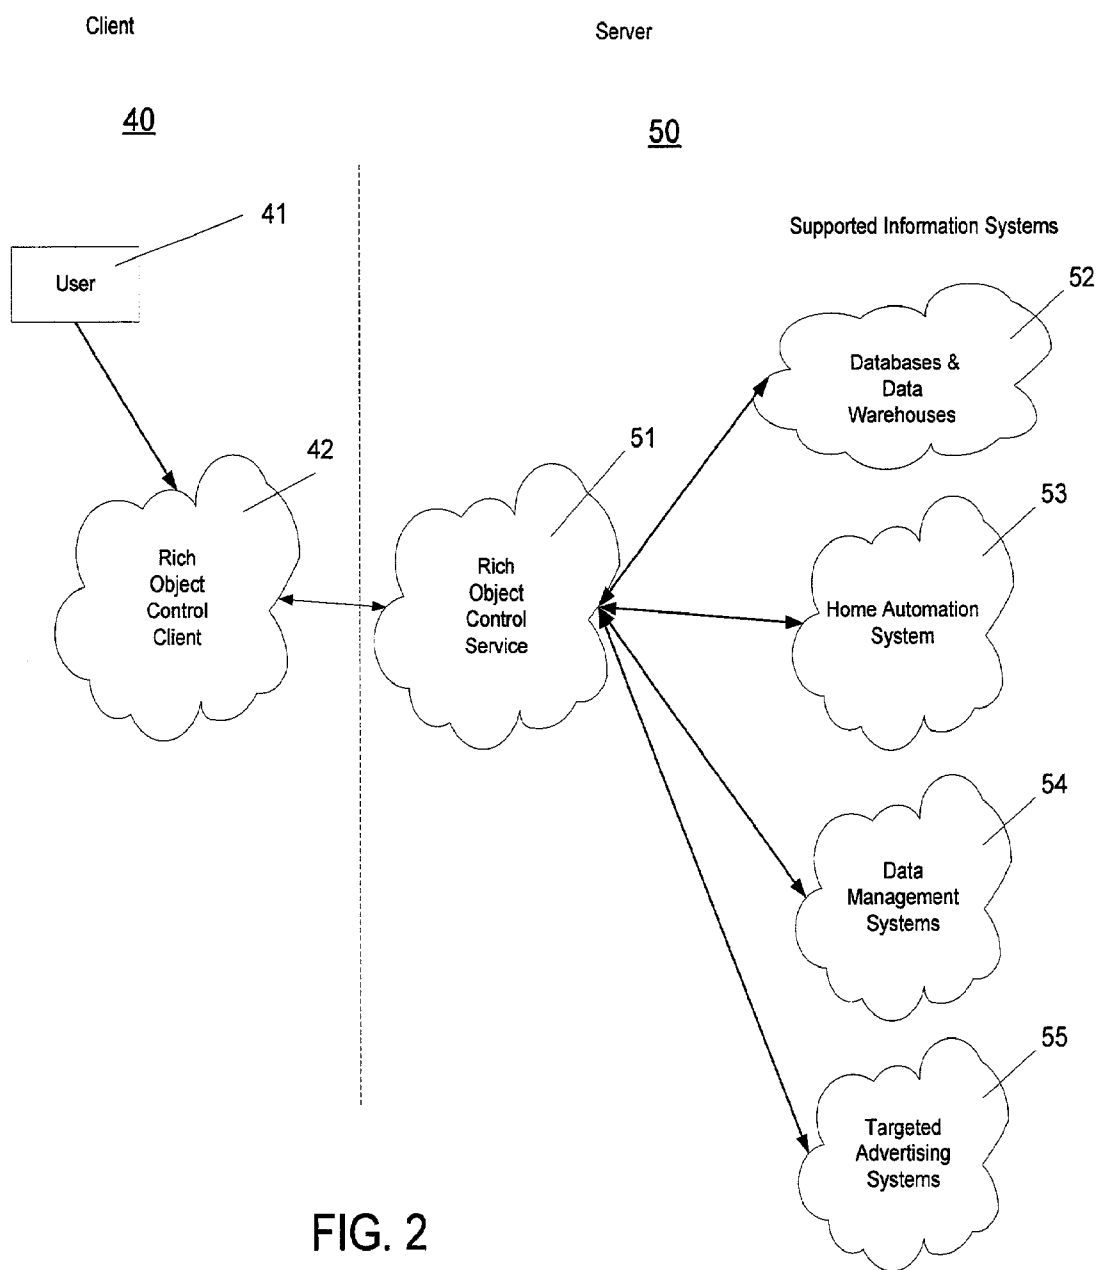 Client
Server
40
50
41
Supported Information Systems
User
52
Databases &
Data
Warehouses
42
51
53
Rich
Object
Control
Client
Rich
Object
Control
Service
Home Automation
System
54
Data
Management
Systems
55
Targeted
Advertising
Systems
FIG. 2